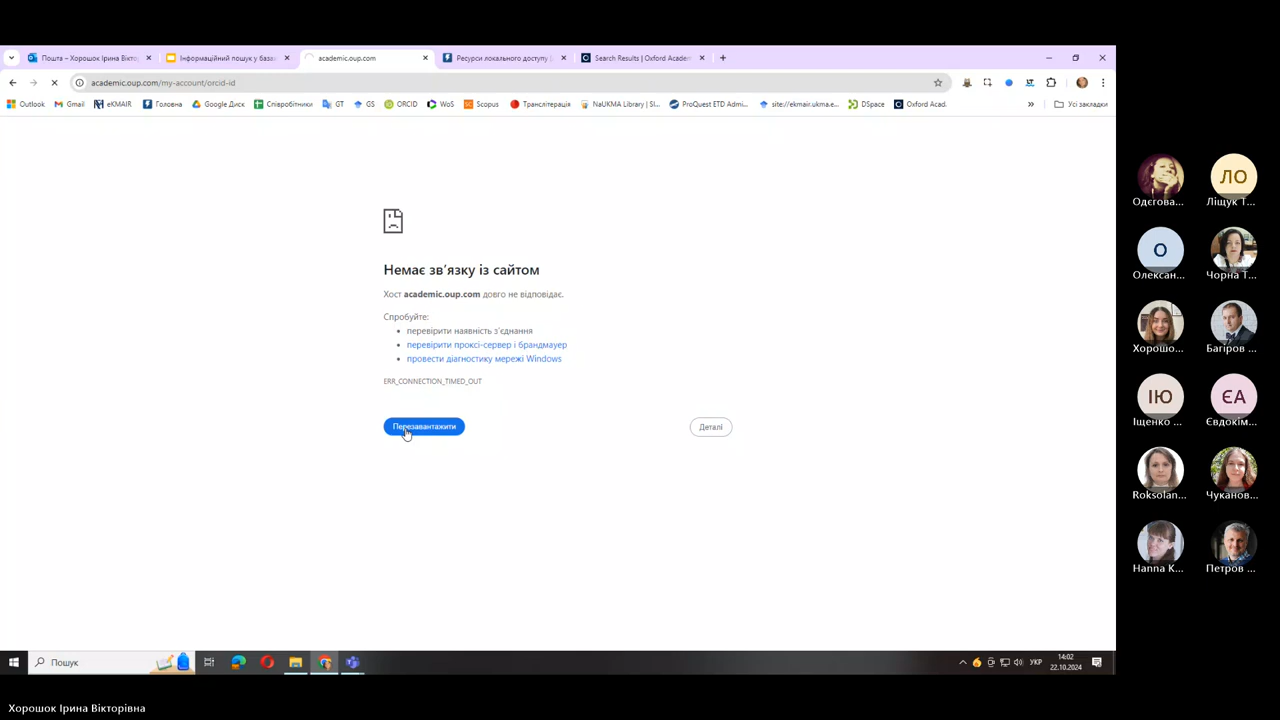 Пошта – Хорошок Ірина Вікто
Інформаційний пошук у база
academic.oup.com
Ресурси локального доступу (
Search Results | Oxford Academ
academic.oup.com/my-account/orcid-id
Outlook
Gmail
eKMAIR
Головна
Google Диск
Співробітники
GT
GS
ORCID
WoS
Scopus
Транслітерація
NaUKMA Library | Sl...
ProQuest ETD Admi...
site://ekmair.ukma.e...
DSpace
Oxford Acad.
»
Усі закладки
Немає зв’язку із сайтом
Хост academic.oup.com довго не відповідає.
Спробуйте:
перевірити наявність з’єднання
перевірити проксі-сервер і брандмауер
провести діагностику мережі Windows
ERR_CONNECTION_TIMED_OUT
Перезавантажити
Деталі
Одєгова...
ЛО
Ліщук Т...
О
Олексан...
Чорна Т...
Хорошо...
Багіров ...
ІЮ
Іщенко ...
ЄА
Євдокім...
Roksolan...
Чуканов...
Hanna K...
Петров ...
Пошук
УКР
14:02
22.10.2024
Хорошок Ірина Вікторівна